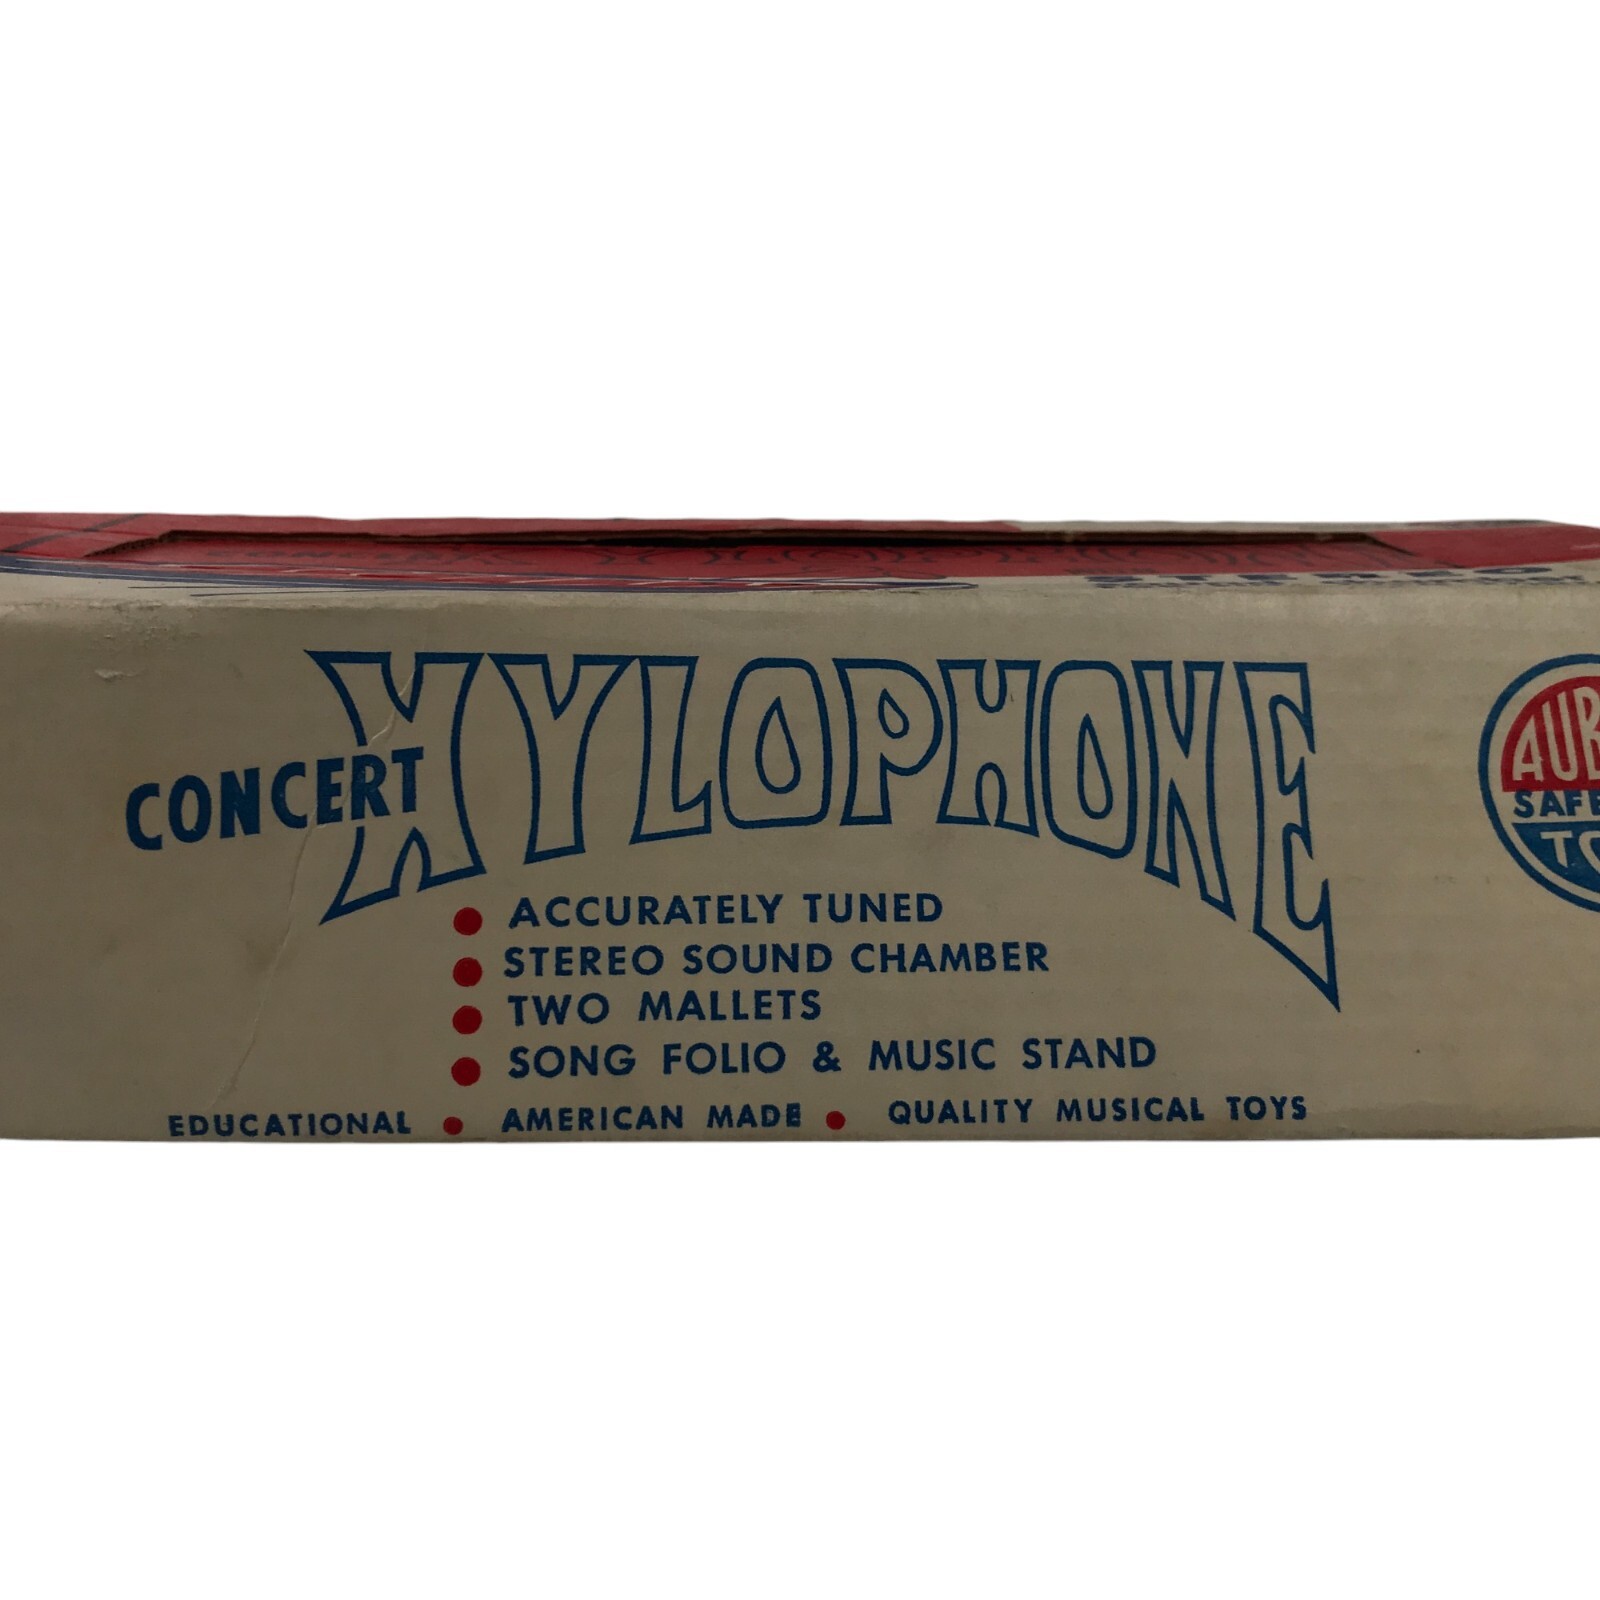 CONCERT XYLOPHONE
• ACCURATELY TUNED
• STEREO SOUND CHAMBER
• TWO MALLETS
• SONG FOLIO & MUSIC STAND
EDUCATIONAL • AMERICAN MADE • QUALITY MUSICAL TOYS